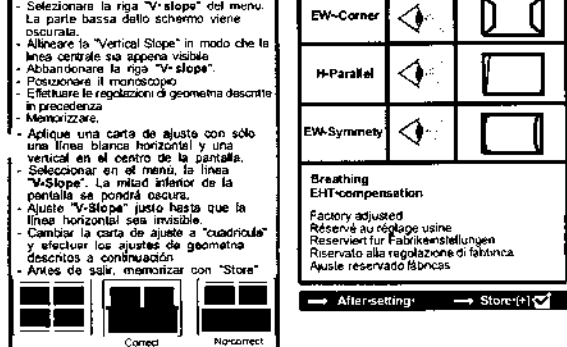 - Selezionare la riga "V-slope" del menu.
La parte bassa dello schermo viene
oscurata.
- Allineare la "Vertical Slope" in modo che la
linea centrale sia appena visibile
- Abbandonare la riga "V-slope".
- Posizionare il monoscopio
- Effettuare le regolazioni di geometria descritte
in precedenza
- Memorizzare.
- Aplique una carta de ajuste con sólo
una línea blanca horizontal y una
vertical en el centro de la pantalla.
- Seleccionar en el menú, la línea
"V-Slope". La mitad inferior de la
pantalla se pondrá oscura.
- Ajuste "V-Slope" justo hasta que la
línea horizontal sea invisible.
- Cambiar la carta de ajuste a "cuadrícula"
y efectuar los ajustes de geometria
descritos a continuación
- Antes de salir, memorizar con "Store"
Correct
No-correct
EW-Corner
H-Parallel
EW-Symmety
Breathing
EHT-compensation
Factory adjusted
Réservé au réglage usine
Reserviert fur Fabrikeinstellungen
Riservato alla regolazione di fabbrica
Ajuste reservado fábricas
→ After-setting
→ Store [+]